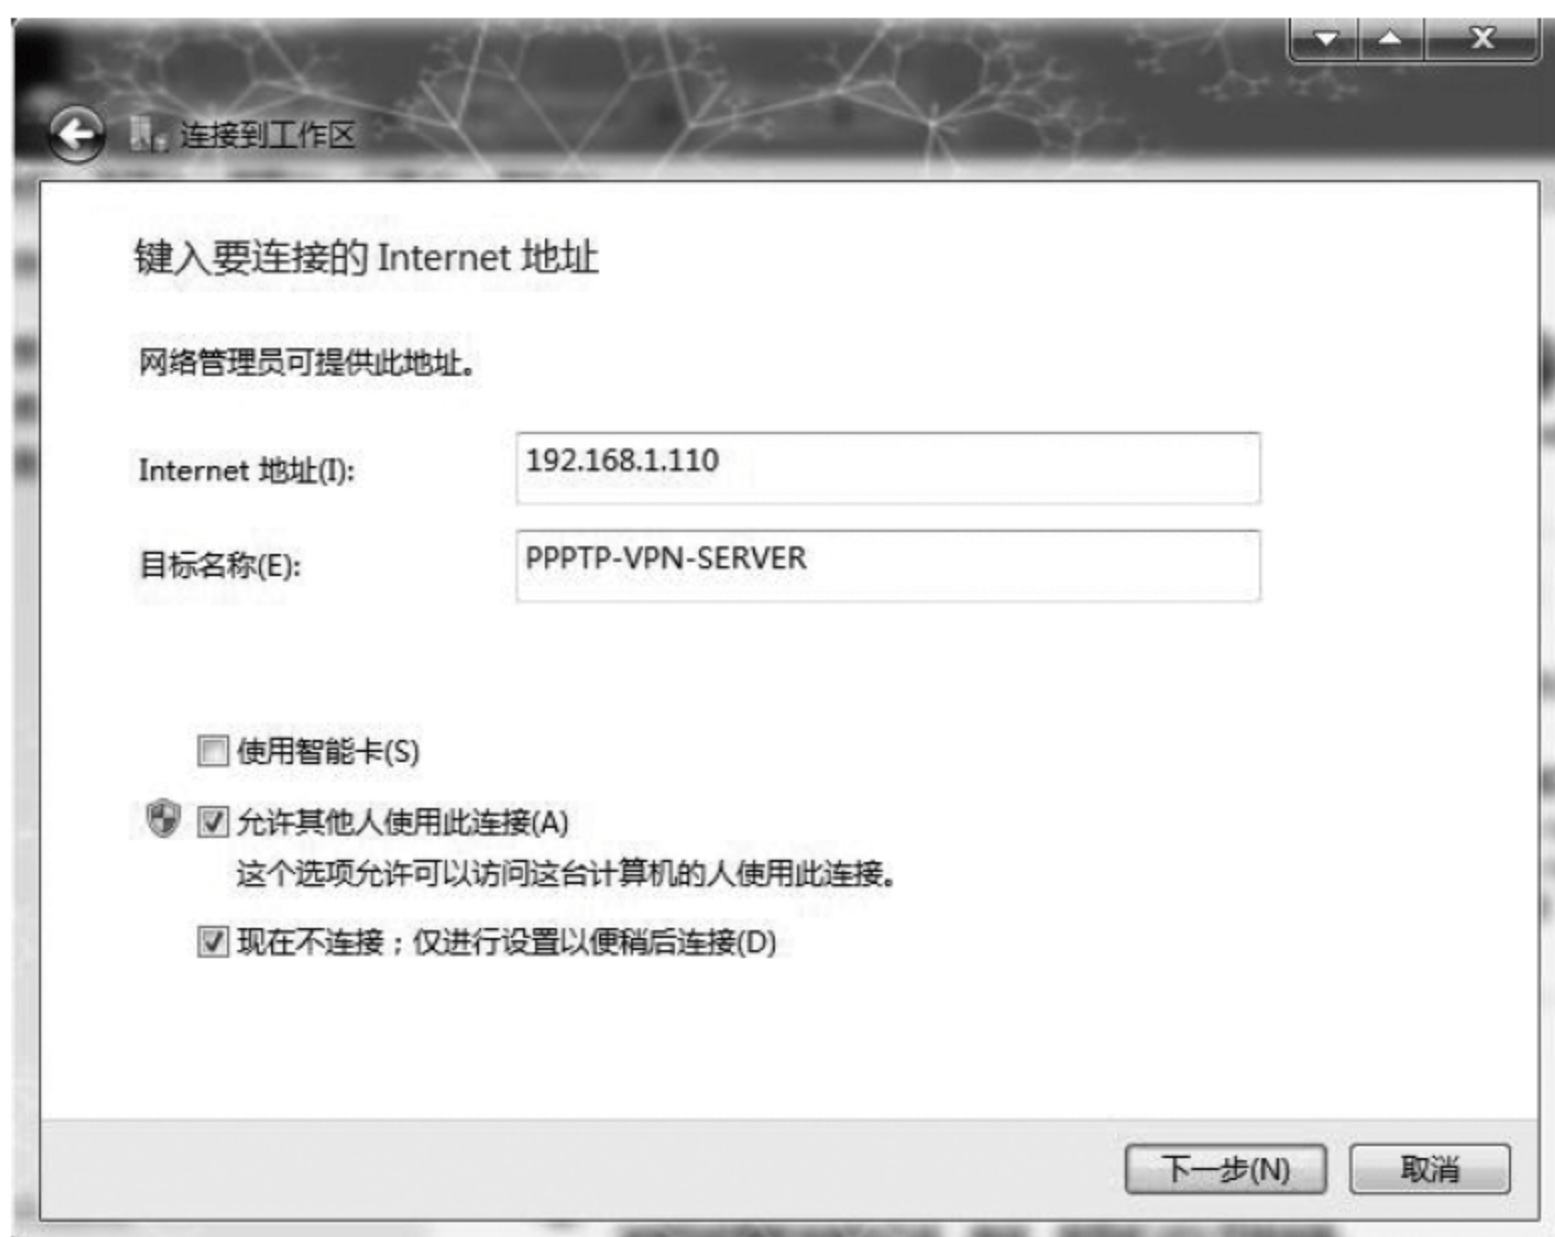 连接到工作区
键入要连接的 Internet 地址
网络管理员可提供此地址。
Internet 地址(I):
192.168.1.110
目标名称(E):
PPPTP-VPN-SERVER
使用智能卡(S)
允许其他人使用此连接(A)
这个选项允许可以访问这台计算机的人使用此连接。
现在不连接；仅进行设置以便稍后连接(D)
下一步(N)
取消